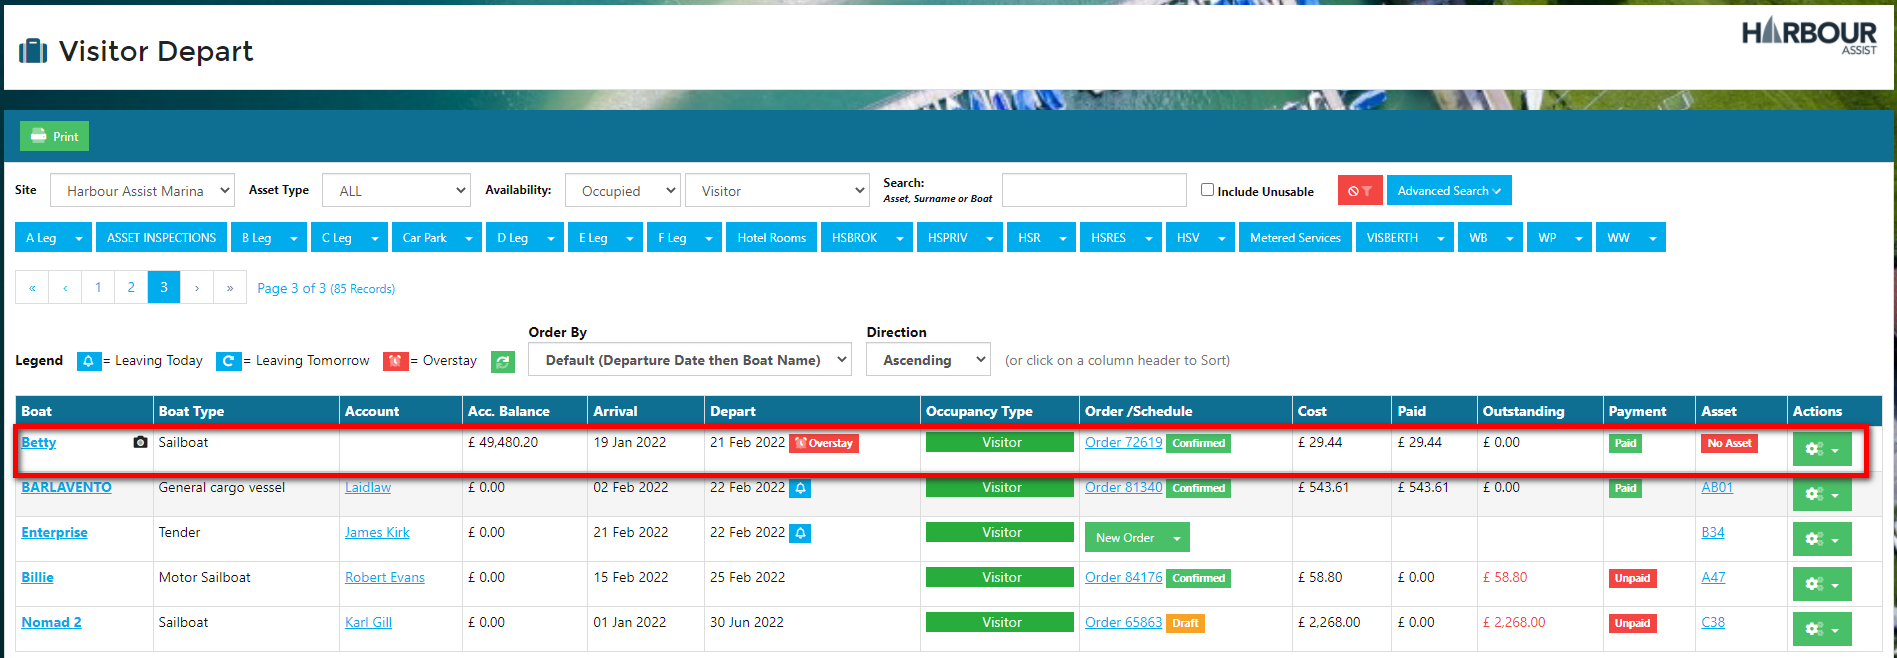 Visitor Depart
HARBOUR
ASSIST
Print
Site Harbour Assist Marina Asset Type ALL Availability: Occupied Visitor Search: Asset, Surname or Boat Include Unusable Advanced Search
A Leg ASSET INSPECTIONS B Leg C Leg Car Park D Leg E Leg F Leg Hotel Rooms HSBROK HSPRIV HSR HSRES HSV Metered Services VISBERTH WB WP WW
« ‹ 1 2 3 › » Page 3 of 3 (85 Records)
Order By Direction
Legend = Leaving Today = Leaving Tomorrow = Overstay Default (Departure Date then Boat Name) Ascending (or click on a column header to Sort)
Boat Boat Type Account Acc. Balance Arrival Depart Occupancy Type Order /Schedule Cost Paid Outstanding Payment Asset Actions
Betty Sailboat £ 49,480.20 19 Jan 2022 21 Feb 2022 Overstay Visitor Order 72619 Confirmed £ 29.44 £ 29.44 £ 0.00 Paid No Asset
BARLAVENTO General cargo vessel Laidlaw £ 0.00 02 Feb 2022 22 Feb 2022 Visitor Order 81340 Confirmed £ 543.61 £ 543.61 £ 0.00 Paid AB01
Enterprise Tender James Kirk £ 0.00 21 Feb 2022 22 Feb 2022 Visitor New Order B34
Billie Motor Sailboat Robert Evans £ 0.00 15 Feb 2022 25 Feb 2022 Visitor Order 84176 Confirmed £ 58.80 £ 0.00 £ 58.80 Unpaid A47
Nomad 2 Sailboat Karl Gill £ 0.00 01 Jan 2022 30 Jun 2022 Visitor Order 65863 Draft £ 2,268.00 £ 0.00 £ 2,268.00 Unpaid C38